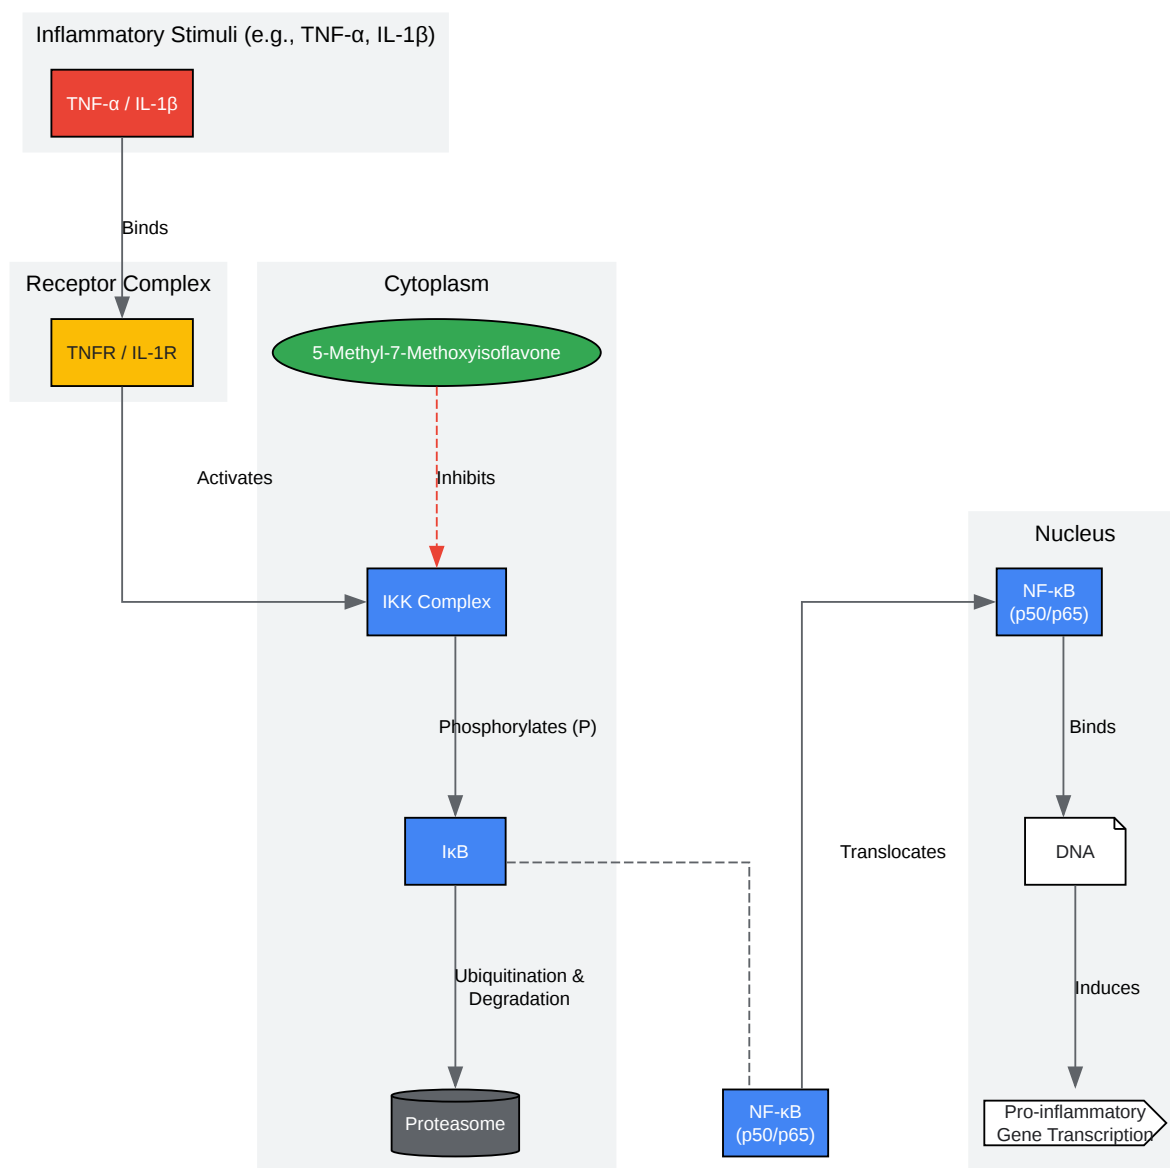 Inflammatory Stimuli (e.g., TNF-α, IL-1β)
TNF-α / IL-1β
Binds
Receptor Complex
TNFR / IL-1R
Cytoplasm
5-Methyl-7-Methoxyisoflavone
Activates
Inhibits
IKK Complex
Phosphorylates (P)
IκB
Ubiquitination &
Degradation
Proteasome
NF-κB
(p50/p65)
Translocates
Nucleus
NF-κB
(p50/p65)
Binds
DNA
Induces
Pro-inflammatory
Gene Transcription